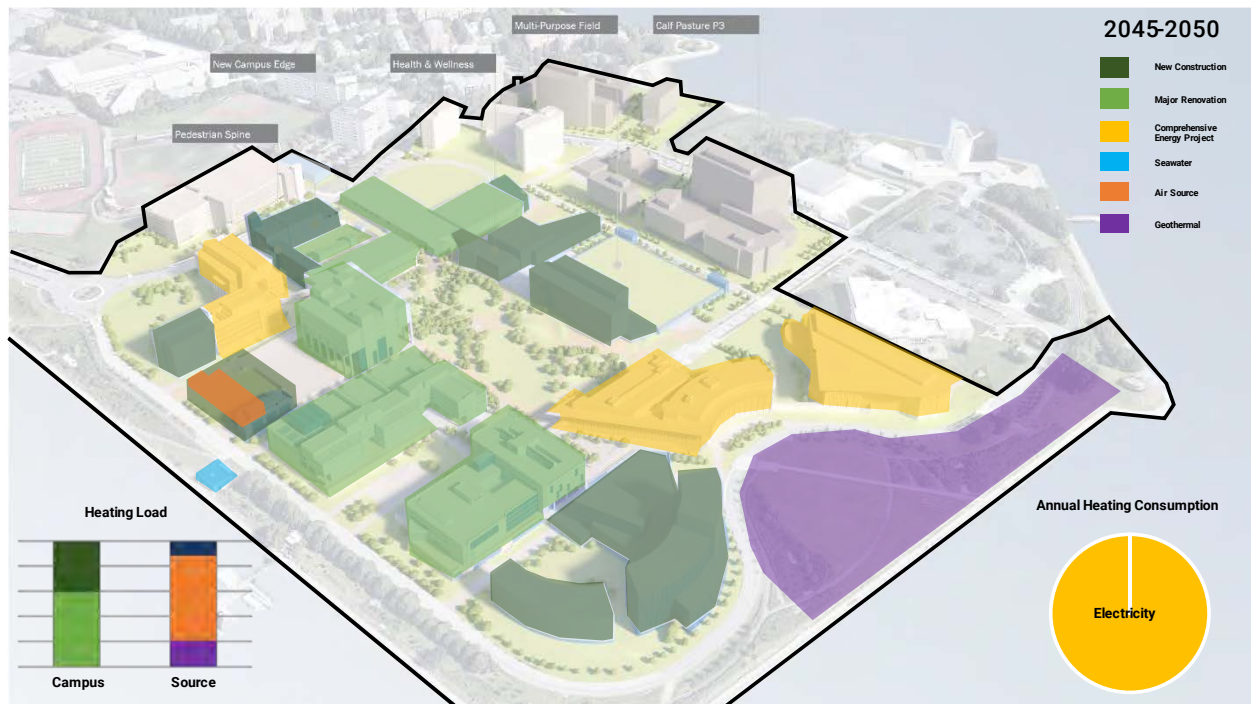 Multi-Purpose Field
Calf Pasture P3
New Campus Edge
Health & Wellness
Pedestrian Spine
2045-2050
New Construction
Major Renovation
Comprehensive
Energy Project
Seawater
Air Source
Geothermal
Heating Load
Campus
Source
Annual Heating Consumption
Electricity